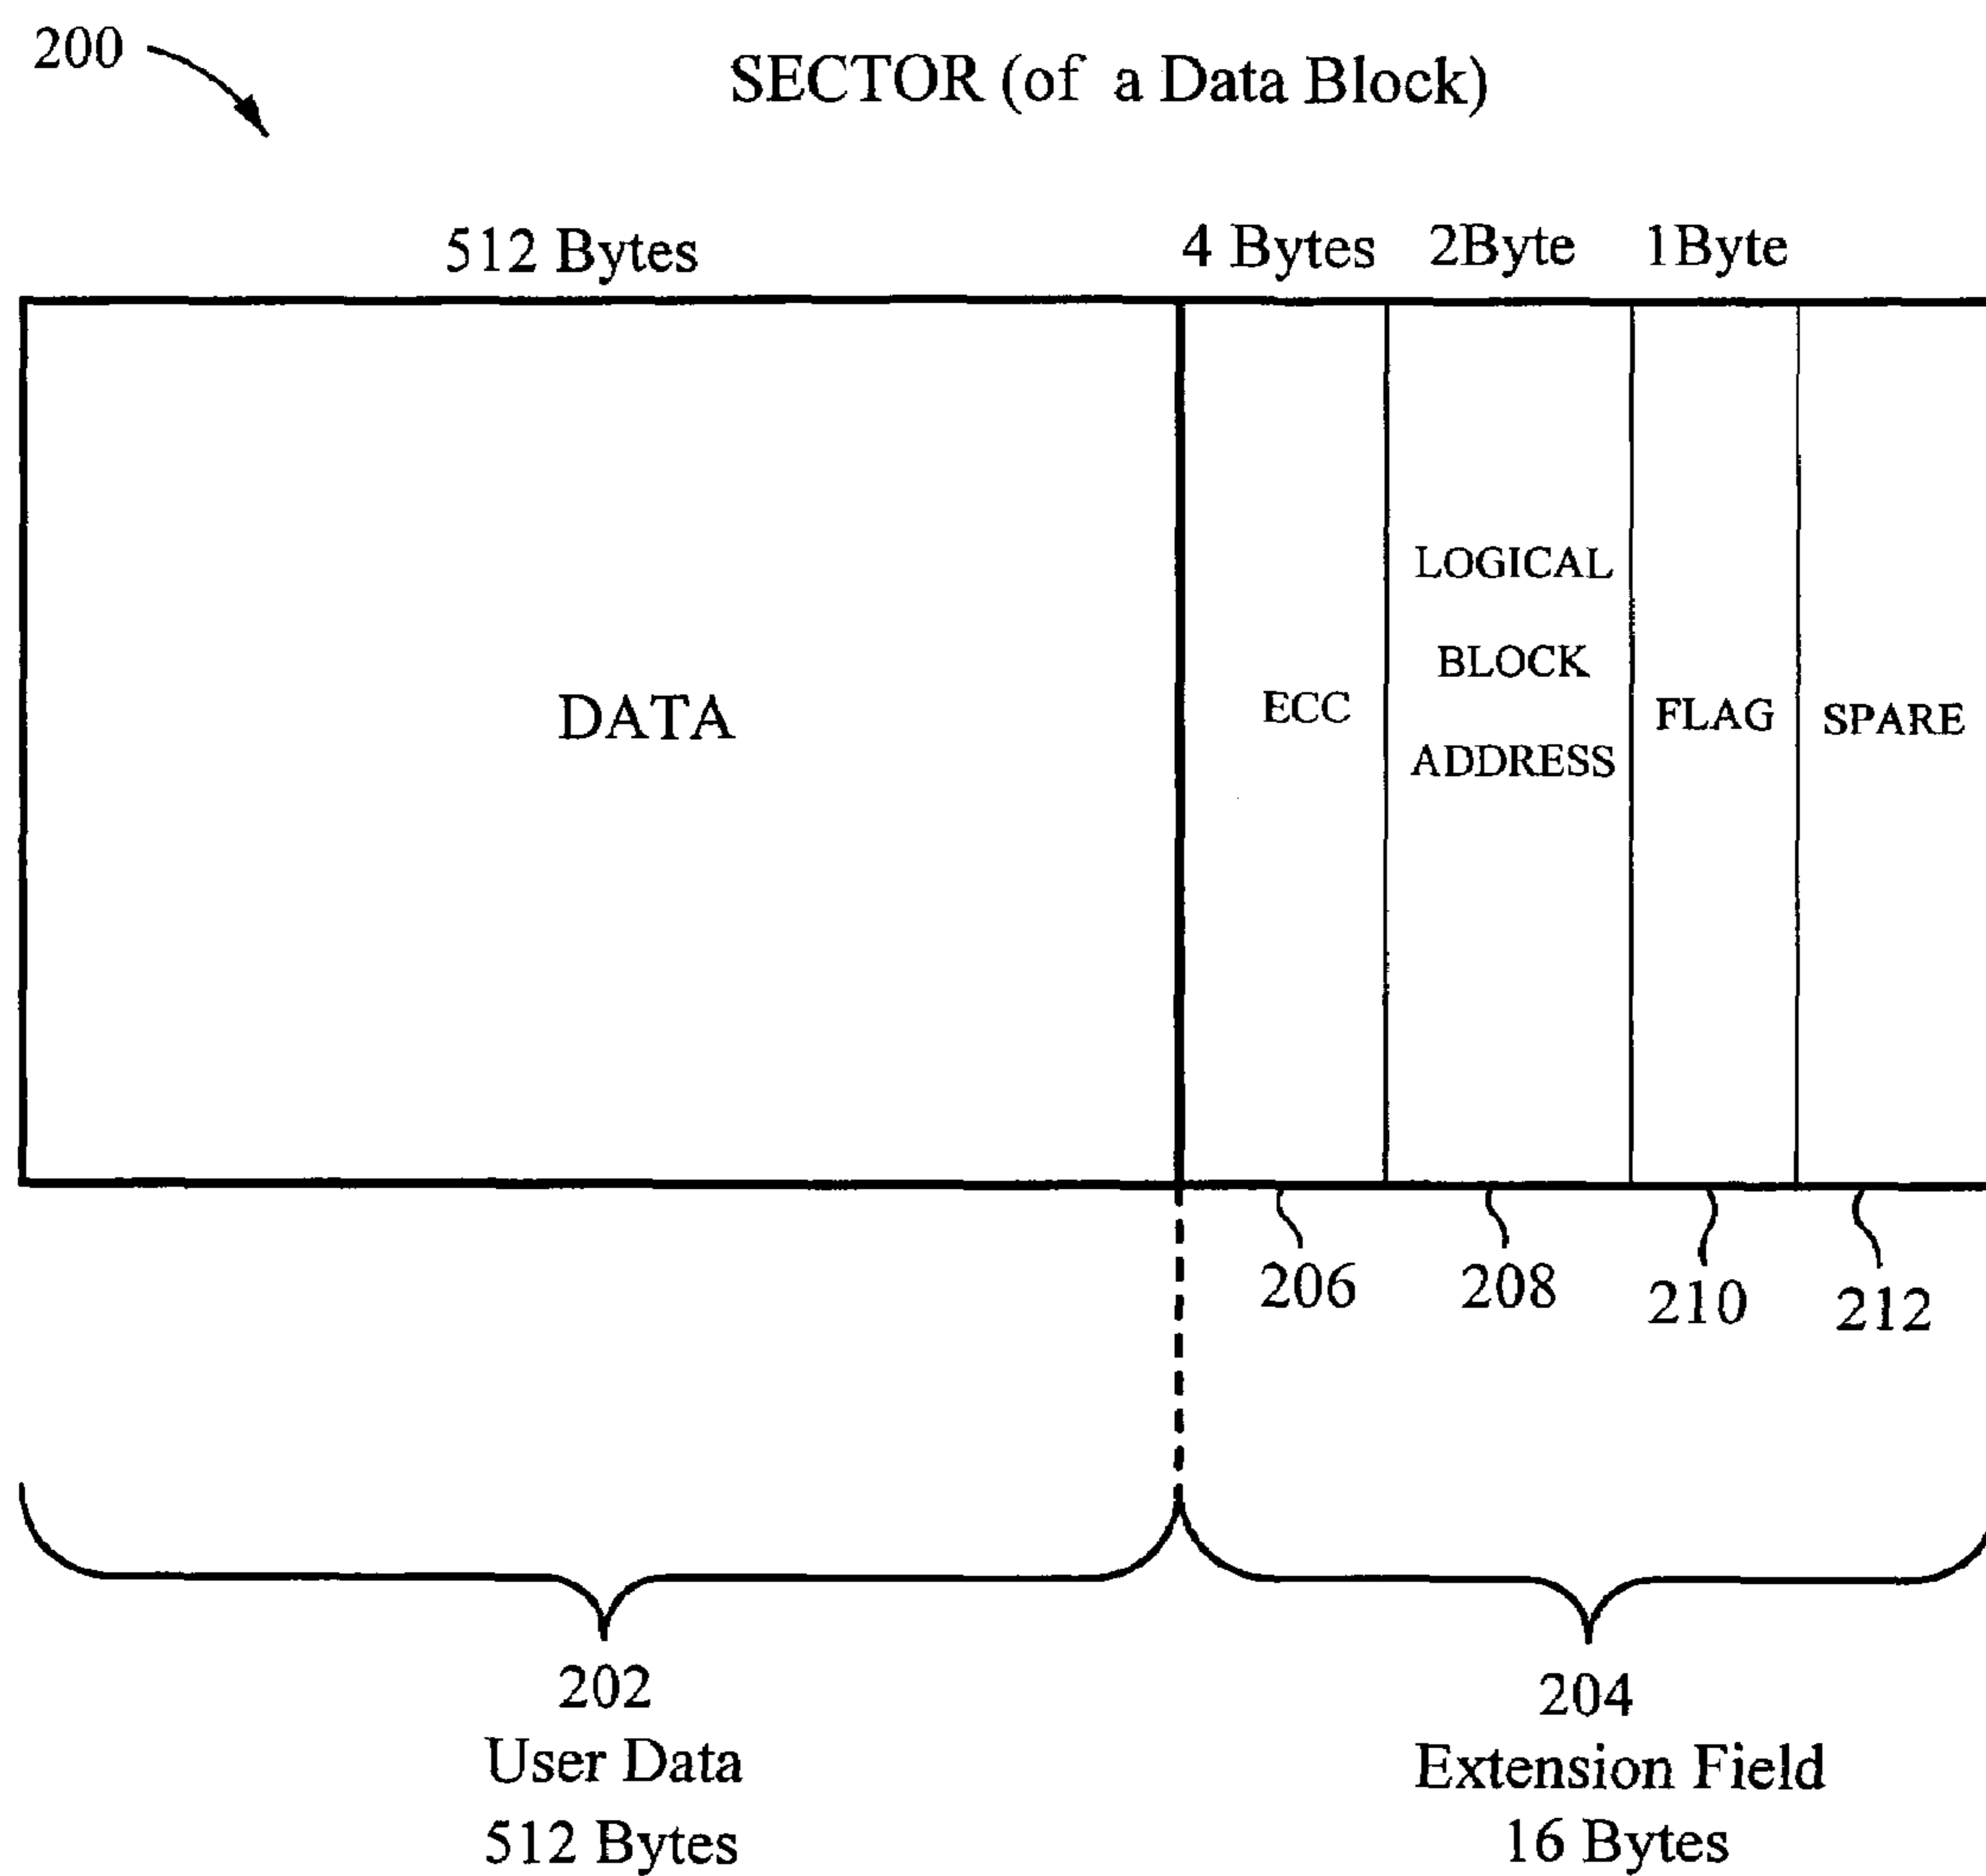 200
SECTOR (of a Data Block)
512 Bytes
4 Bytes
2Byte
1Byte
DATA
ECC
LOGICAL
BLOCK
ADDRESS
FLAG
SPARE
206
208
210
212
202
User Data
512 Bytes
204
Extension Field
16 Bytes